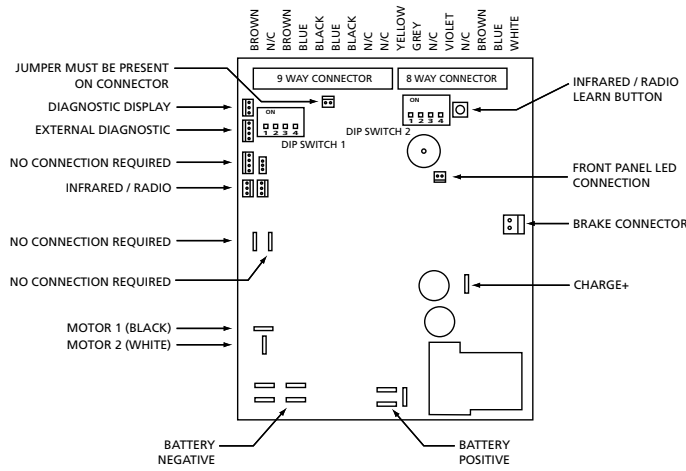 BROWN
N/C
BROWN
BLUE
BLACK
BLUE
BLACK
N/C
N/C
YELLOW
GREY
N/C
VIOLET
N/C
BROWN
BLUE
WHITE
JUMPER MUST BE PRESENT
ON CONNECTOR
9 WAY CONNECTOR
8 WAY CONNECTOR
INFRARED / RADIO
LEARN BUTTON
DIAGNOSTIC DISPLAY
ON
1 2 3 4
DIP SWITCH 1
ON
1 2 3 4
DIP SWITCH 2
EXTERNAL DIAGNOSTIC
NO CONNECTION REQUIRED
INFRARED / RADIO
FRONT PANEL LED
CONNECTION
BRAKE CONNECTOR
NO CONNECTION REQUIRED
NO CONNECTION REQUIRED
CHARGE+
MOTOR 1 (BLACK)
MOTOR 2 (WHITE)
BATTERY
NEGATIVE
BATTERY
POSITIVE